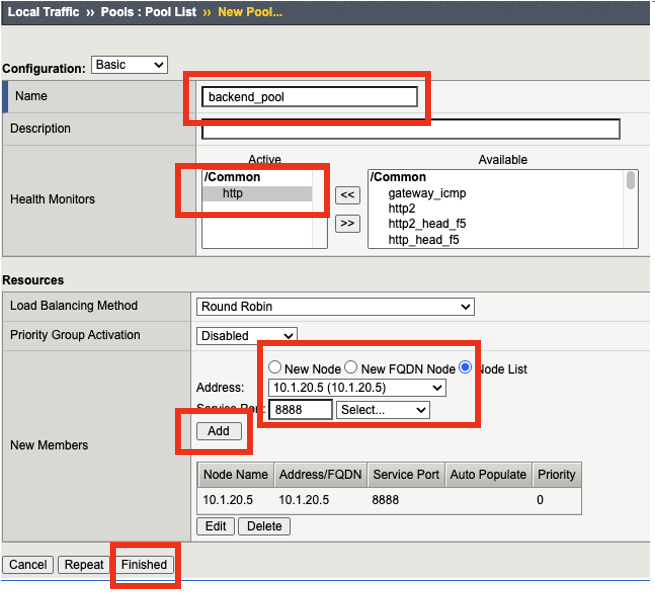 Local Traffic ›› Pools : Pool List ›› New Pool...
Configuration: Basic
Name backend_pool
Description
Active Available
/Common /Common
http << gateway_icmp
http2
>> http2_head_f5
http_head_f5
Health Monitors
Resources
Load Balancing Method Round Robin
Priority Group Activation Disabled
New Node New FQDN Node Node List
Address: 10.1.20.5 (10.1.20.5)
Service Port: 8888 Select...
Add
New Members
Node Name Address/FQDN Service Port Auto Populate Priority
10.1.20.5 10.1.20.5 8888 0
Edit Delete
Cancel Repeat Finished